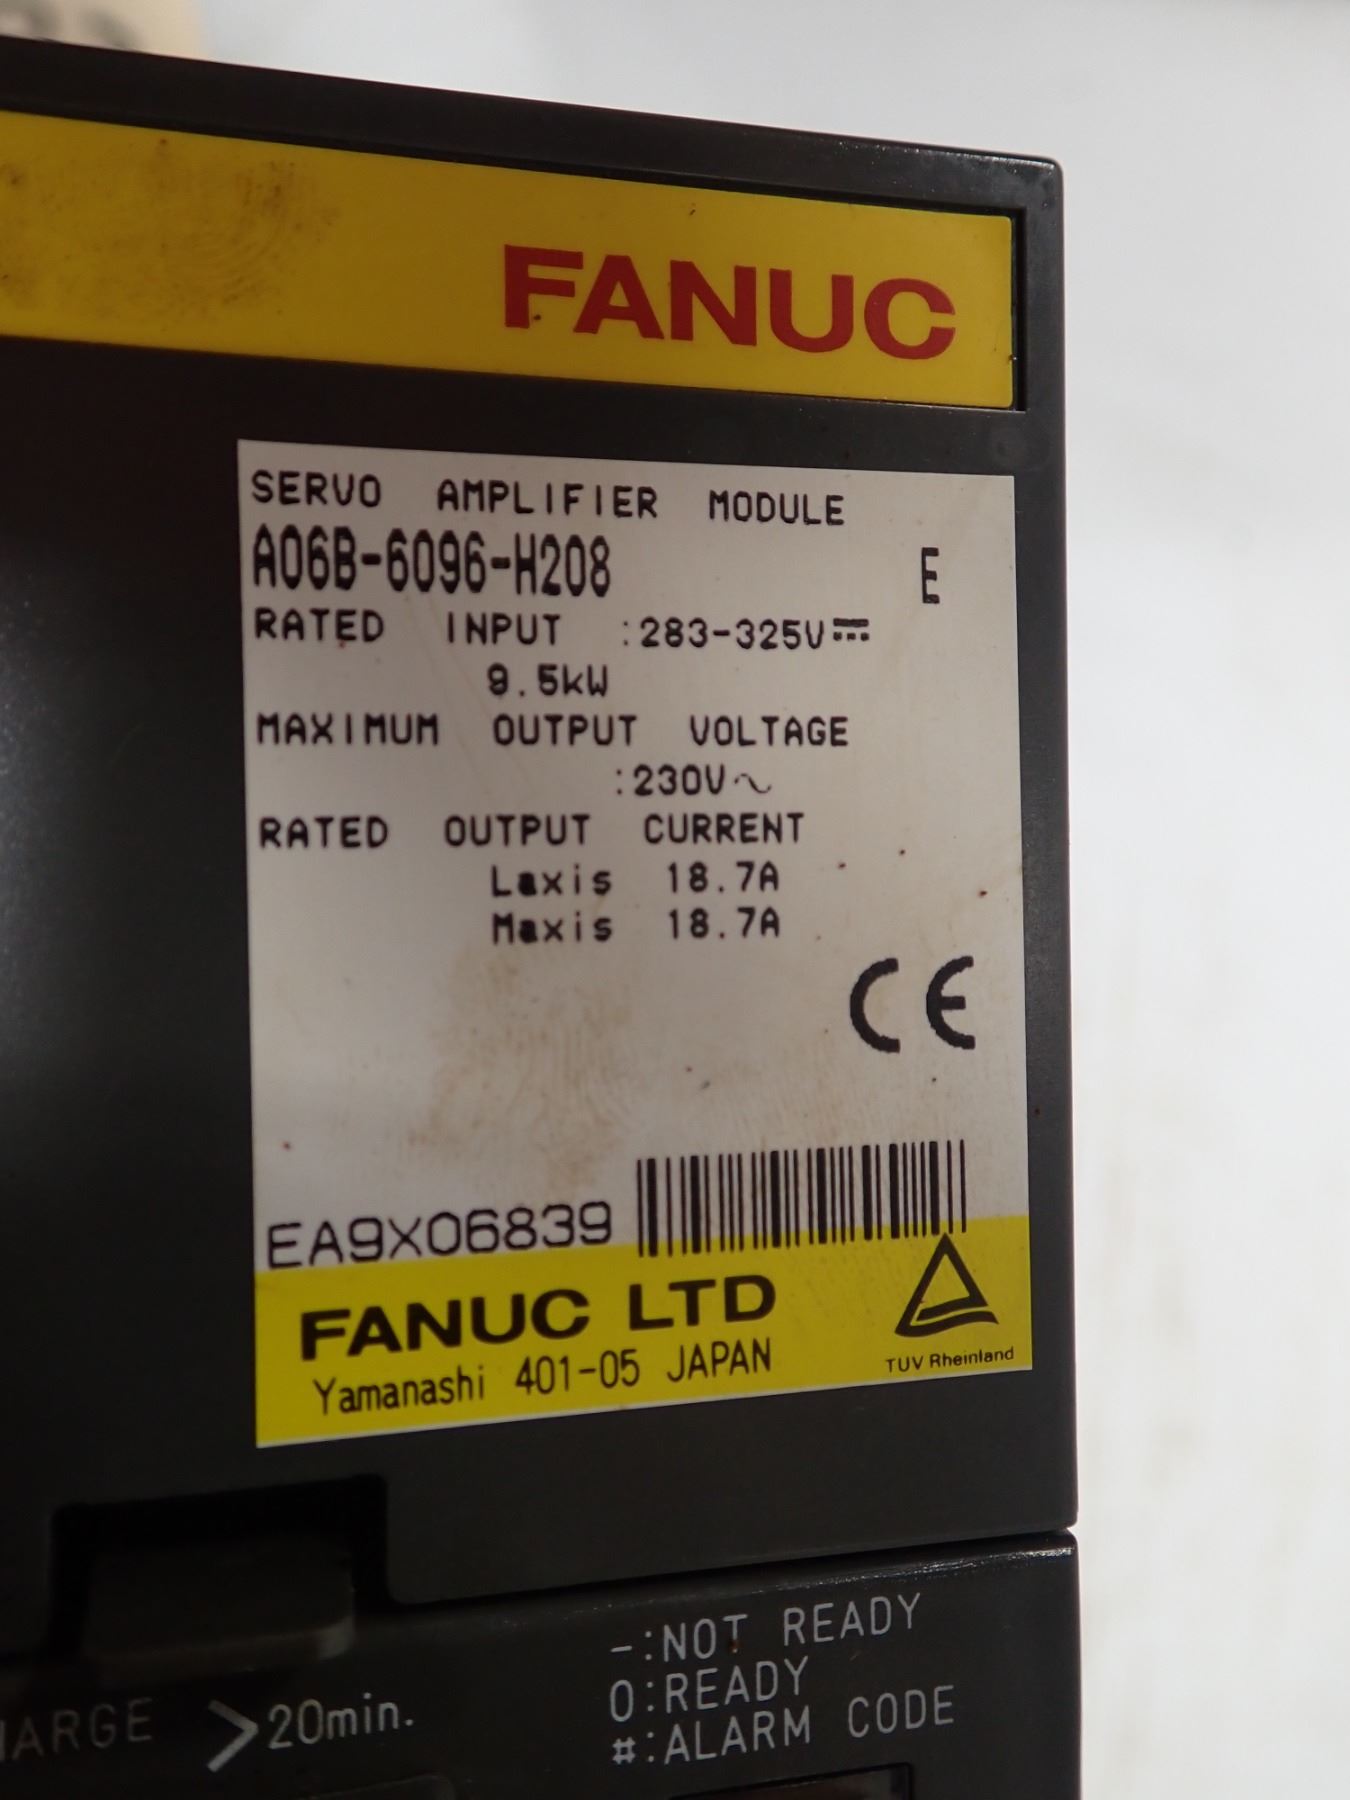 FANUC
SERVO AMPLIFIER MODULE
A06B-6096-H208 E
RATED INPUT :283-325V⎓
9.5kW
MAXIMUM OUTPUT VOLTAGE
:230V~
RATED OUTPUT CURRENT
Laxis 18.7A
Maxis 18.7A
CE
EA9X06839
FANUC LTD
Yamanashi 401-05 JAPAN
TUV Rheinland
-:NOT READY
0:READY
#:ALARM CODE
>20min.